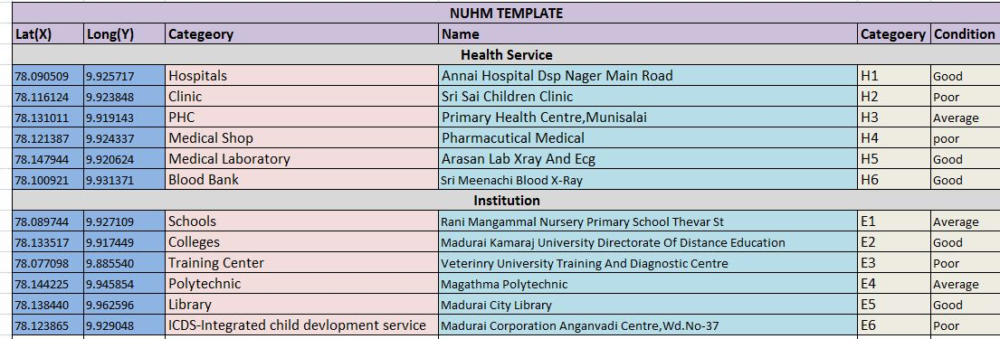 NUHM TEMPLATE
Lat(X) Long(Y) Categeory Name Categoery Condition
Health Service
78.090509 9.925717 Hospitals Annai Hospital Dsp Nager Main Road H1 Good
78.116124 9.923848 Clinic Sri Sai Children Clinic H2 Poor
78.131011 9.919143 PHC Primary Health Centre,Munisalai H3 Average
78.121387 9.924337 Medical Shop Pharmacutical Medical H4 poor
78.147944 9.920624 Medical Laboratory Arasan Lab Xray And Ecg H5 Good
78.100921 9.931371 Blood Bank Sri Meenachi Blood X-Ray H6 Good
Institution
78.089744 9.927109 Schools Rani Mangammal Nursery Primary School Thevar St E1 Average
78.133517 9.917449 Colleges Madurai Kamaraj University Directorate Of Distance Education E2 Good
78.077098 9.885540 Training Center Veterinry University Training And Diagnostic Centre E3 Poor
78.144225 9.945854 Polytechnic Magathma Polytechnic E4 Average
78.138440 9.962596 Library Madurai City Library E5 Good
78.123865 9.929048 ICDS-Integrated child devlopment service Madurai Corporation Anganvadi Centre,Wd.No-37 E6 Poor